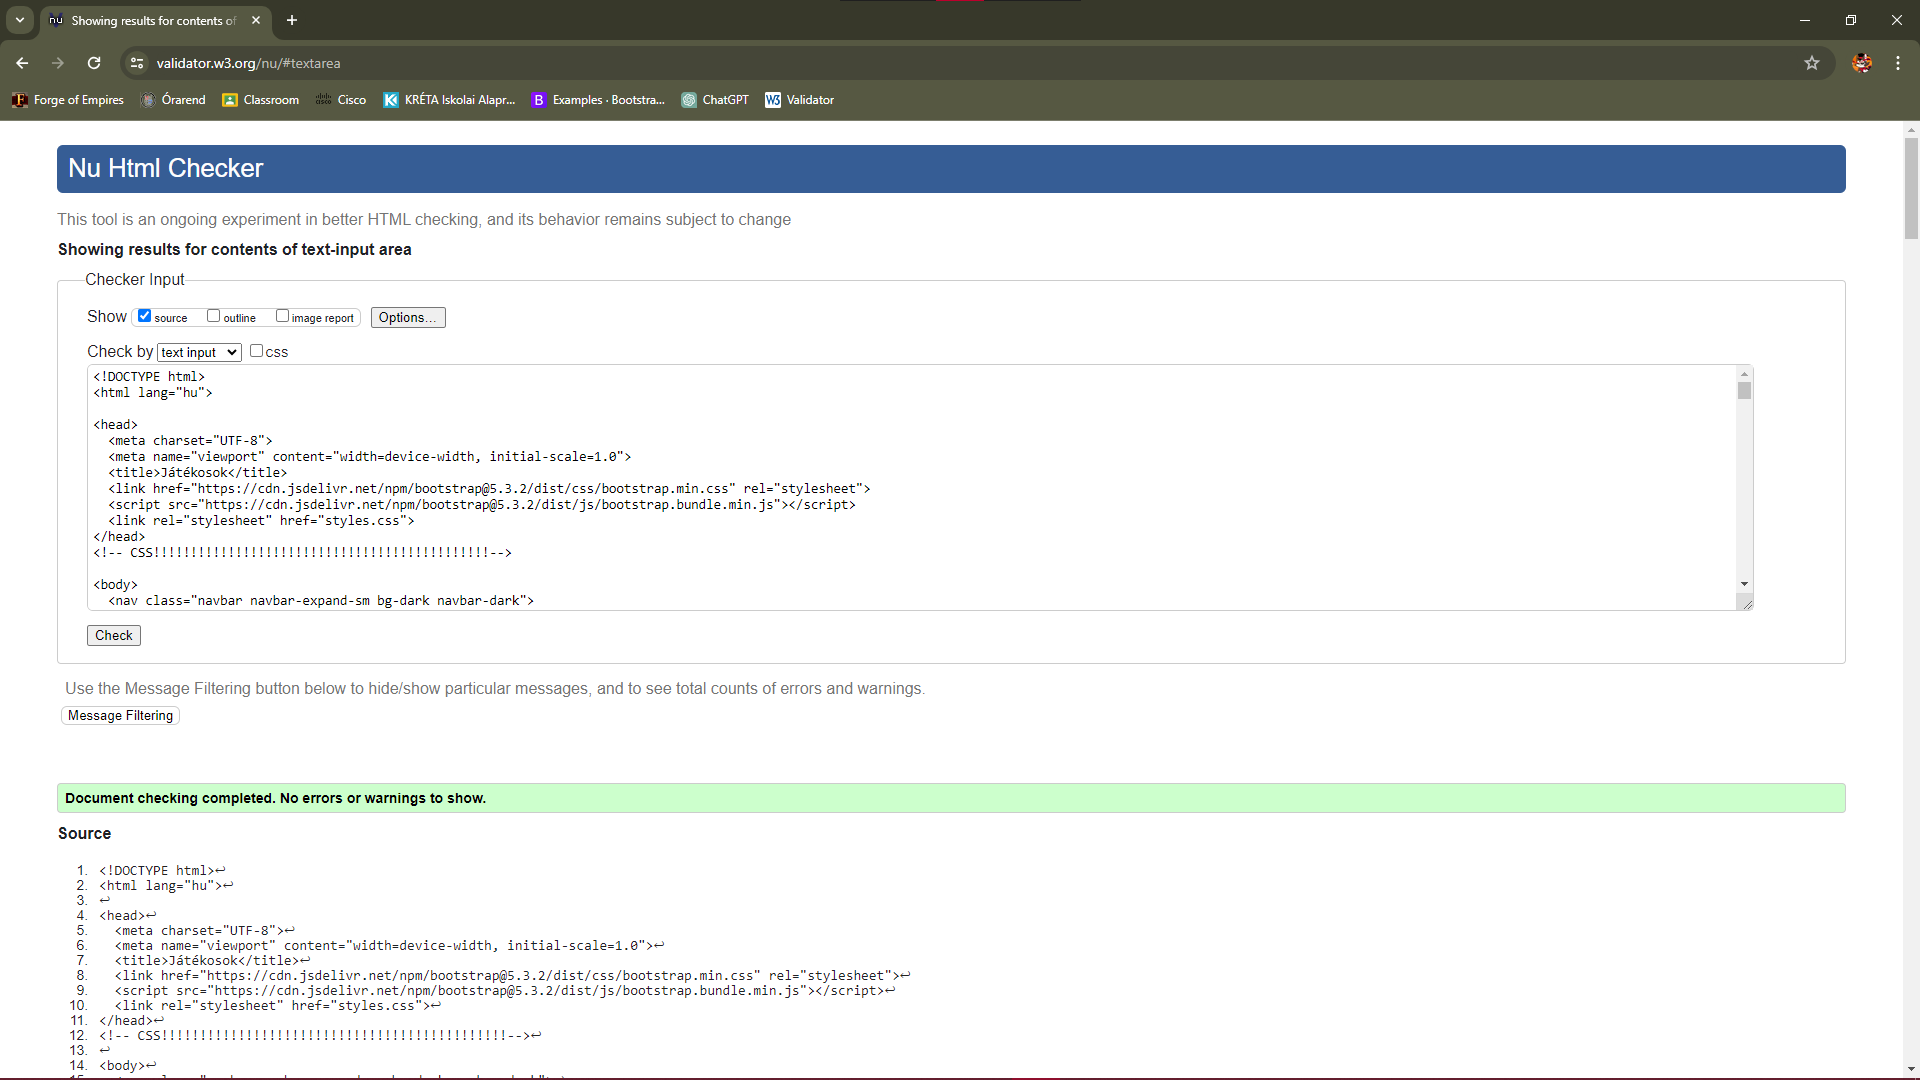 Showing results for contents of
validator.w3.org/nu/#textarea
Forge of Empires Órarend Classroom Cisco KRÉTA Iskolai Alapr... Examples · Bootstra... ChatGPT Validator
Nu Html Checker
This tool is an ongoing experiment in better HTML checking, and its behavior remains subject to change
Showing results for contents of text-input area
Checker Input
Show source outline image report Options...
Check by text input css
<!DOCTYPE html>
<html lang="hu">
<head>
<meta charset="UTF-8">
<meta name="viewport" content="width=device-width, initial-scale=1.0">
<title>Játékosok</title>
<link href="https://cdn.jsdelivr.net/npm/bootstrap@5.3.2/dist/css/bootstrap.min.css" rel="stylesheet">
<script src="https://cdn.jsdelivr.net/npm/bootstrap@5.3.2/dist/js/bootstrap.bundle.min.js"></script>
<link rel="stylesheet" href="styles.css">
</head>
<!-- CSS!!!!!!!!!!!!!!!!!!!!!!!!!!!!!!!!!!!!!!!!!!!!!-->
<body>
<nav class="navbar navbar-expand-sm bg-dark navbar-dark">
Check
Use the Message Filtering button below to hide/show particular messages, and to see total counts of errors and warnings.
Message Filtering
Document checking completed. No errors or warnings to show.
Source
1. <!DOCTYPE html>↩
2. <html lang="hu">↩
3. ↩
4. <head>↩
5. <meta charset="UTF-8">↩
6. <meta name="viewport" content="width=device-width, initial-scale=1.0">↩
7. <title>Játékosok</title>↩
8. <link href="https://cdn.jsdelivr.net/npm/bootstrap@5.3.2/dist/css/bootstrap.min.css" rel="stylesheet">↩
9. <script src="https://cdn.jsdelivr.net/npm/bootstrap@5.3.2/dist/js/bootstrap.bundle.min.js"></script>↩
10. <link rel="stylesheet" href="styles.css">↩
11. </head>↩
12. <!-- CSS!!!!!!!!!!!!!!!!!!!!!!!!!!!!!!!!!!!!!!!!!!!!!-->↩
13. ↩
14. <body>↩